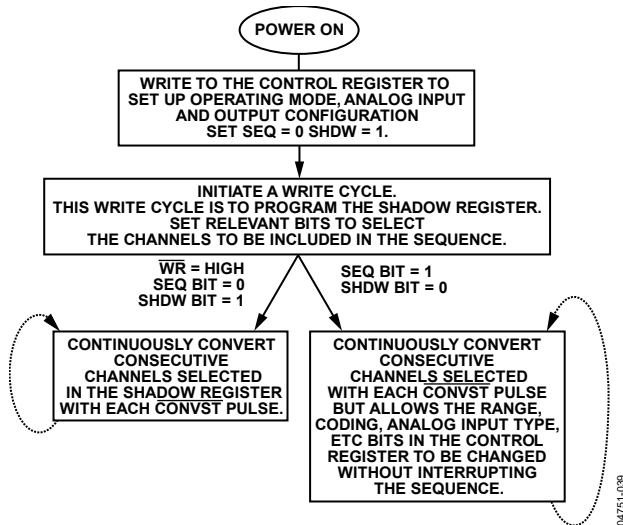 POWER ON
WRITE TO THE CONTROL REGISTER TO
SET UP OPERATING MODE, ANALOG INPUT
AND OUTPUT CONFIGURATION
SET SEQ = 0 SHDW = 1.
INITIATE A WRITE CYCLE.
THIS WRITE CYCLE IS TO PROGRAM THE SHADOW REGISTER.
SET RELEVANT BITS TO SELECT
THE CHANNELS TO BE INCLUDED IN THE SEQUENCE.
W̅R̅ = HIGH
SEQ BIT = 0
SHDW BIT = 1
SEQ BIT = 1
SHDW BIT = 0
CONTINUOUSLY CONVERT
CONSECUTIVE
CHANNELS SELECTED
IN THE SHADOW REGISTER
WITH EACH C̅O̅N̅V̅S̅T̅ PULSE.
CONTINUOUSLY CONVERT
CONSECUTIVE
CHANNELS SELECTED
WITH EACH C̅O̅N̅V̅S̅T̅ PULSE
BUT ALLOWS THE RANGE,
CODING, ANALOG INPUT TYPE,
ETC BITS IN THE CONTROL
REGISTER TO BE CHANGED
WITHOUT INTERRUPTING
THE SEQUENCE.
04751-039